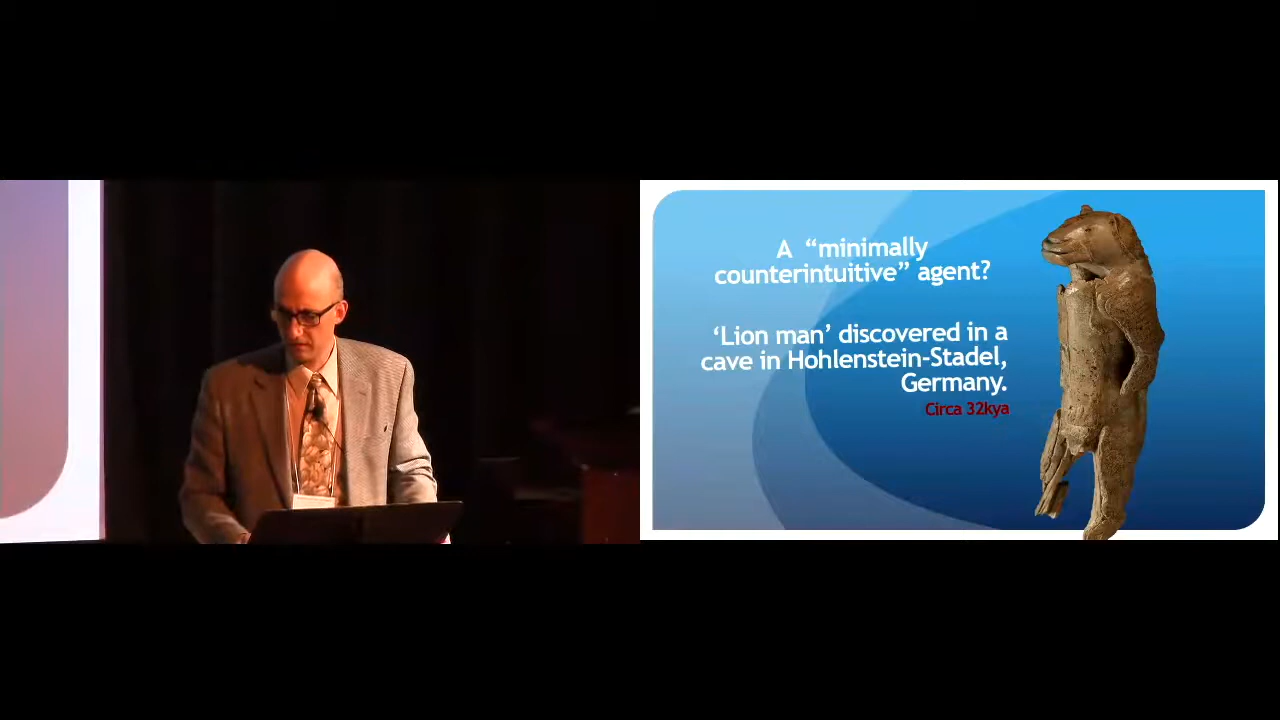 A “minimally
counterintuitive” agent?
‘Lion man’ discovered in a
cave in Hohlenstein-Stadel,
Germany.
Circa 32kya